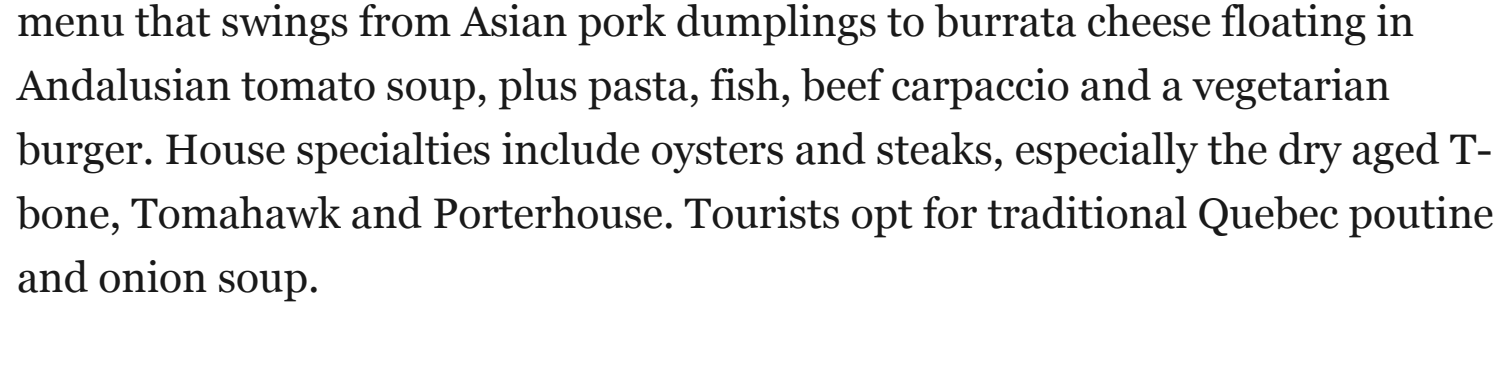 menu that swings from Asian pork dumplings to burrata cheese floating in
Andalusian tomato soup, plus pasta, fish, beef carpaccio and a vegetarian
burger. House specialties include oysters and steaks, especially the dry aged T-
bone, Tomahawk and Porterhouse. Tourists opt for traditional Quebec poutine
and onion soup.